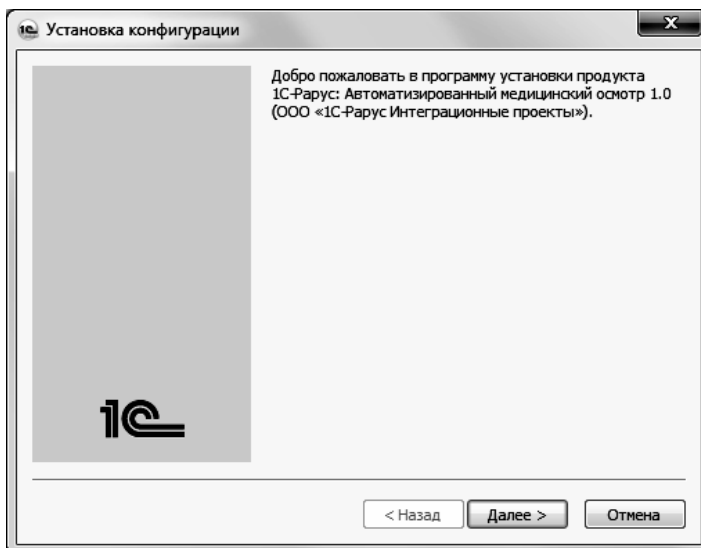 1С Установка конфигурации
Добро пожаловать в программу установки продукта
1С-Рарус: Автоматизированный медицинский осмотр 1.0
(ООО «1С-Рарус Интеграционные проекты»).
1С
< Назад
Далее >
Отмена